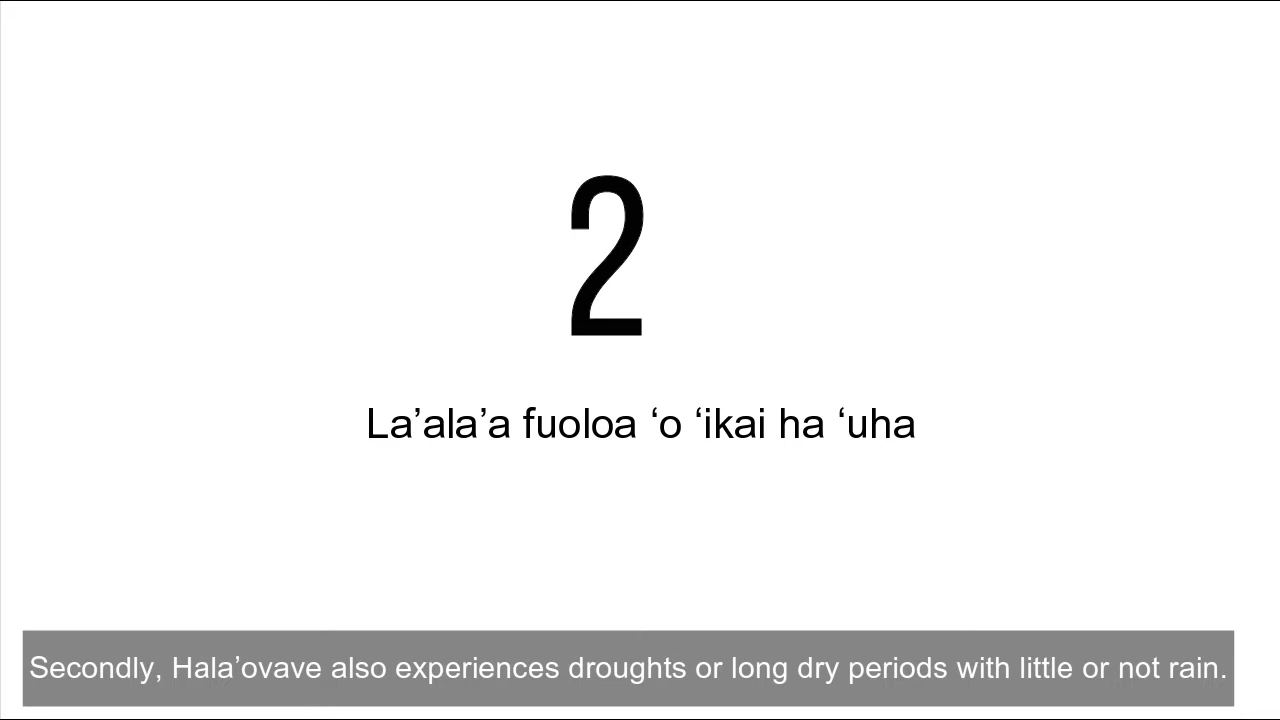 2
La’ala’a fuoloa ‘o ‘ikai ha ‘uha
Secondly, Hala’ovave also experiences droughts or long dry periods with little or not rain.